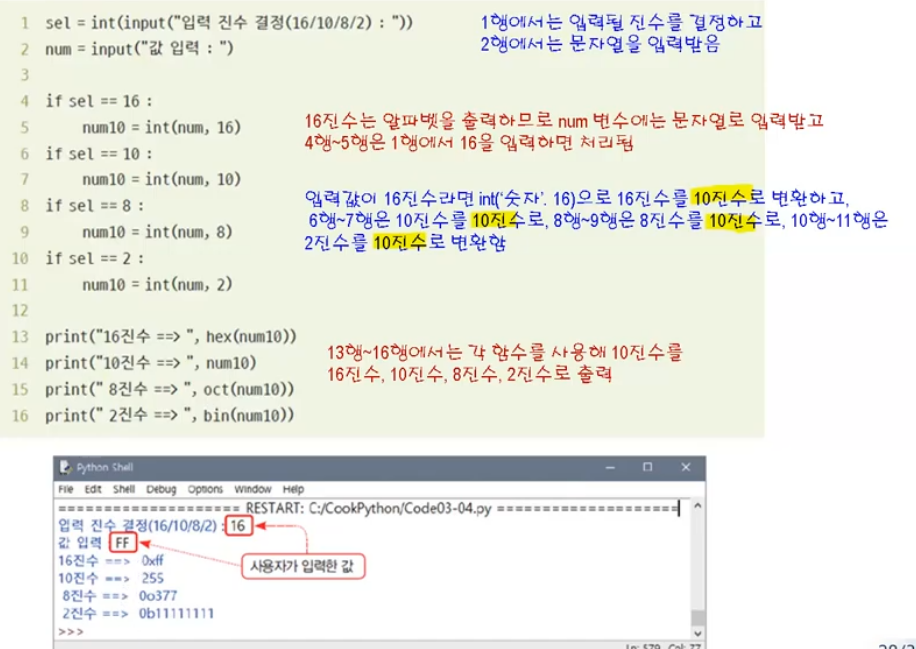 1 sel = int(input("입력 진수 결정(16/10/8/2) : "))
2 num = input("값 입력 : ")
3
4 if sel == 16 :
5 num10 = int(num, 16)
6 if sel == 10 :
7 num10 = int(num, 10)
8 if sel == 8 :
9 num10 = int(num, 8)
10 if sel == 2 :
11 num10 = int(num, 2)
12
13 print("16진수 ==> ", hex(num10))
14 print("10진수 ==> ", num10)
15 print(" 8진수 ==> ", oct(num10))
16 print(" 2진수 ==> ", bin(num10))
1행에서는 입력될 진수를 결정하고
2행에서는 문자열을 입력받음
16진수는 알파벳을 출력하므로 num 변수에는 문자열로 입력받고
4행~5행은 1행에서 16을 입력하면 처리됨
입력값이 16진수라면 int('숫자'. 16)으로 16진수를 10진수로 변환하고,
6행~7행은 10진수를 10진수로, 8행~9행은 8진수를 10진수로, 10행~11행은
2진수를 10진수로 변환함
13행~16행에서는 각 함수를 사용해 10진수를
16진수, 10진수, 8진수, 2진수로 출력
Python Shell
File Edit Shell Debug Options Window Help
==================== RESTART: C:/CookPython/Code03-04.py ====================
입력 진수 결정(16/10/8/2) : 16
값 입력 : FF
사용자가 입력한 값
16진수 ==> 0xff
10진수 ==> 255
8진수 ==> 0o377
2진수 ==> 0b11111111
>>>
Ln: 579 Col: 77